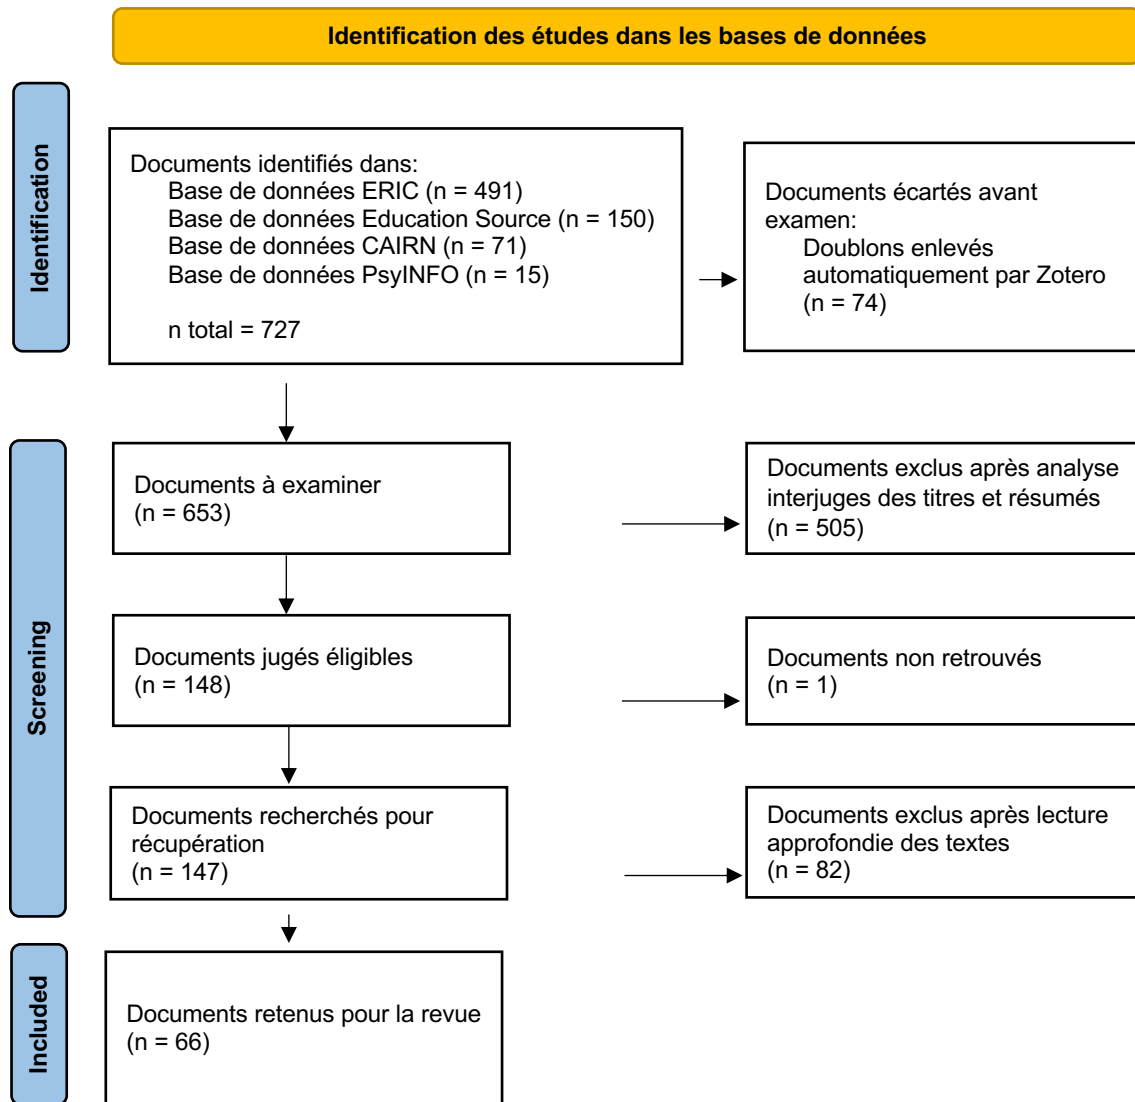 Identification des études dans les bases de données
Identification
Documents identifiés dans:
Base de données ERIC (n = 491)
Base de données Education Source (n = 150)
Base de données CAIRN (n = 71)
Base de données PsyINFO (n = 15)
n total = 727
Documents écartés avant
examen:
Doublons enlevés
automatiquement par Zotero
(n = 74)
Screening
Documents à examiner
(n = 653)
Documents exclus après analyse
interjuges des titres et résumés
(n = 505)
Documents jugés éligibles
(n = 148)
Documents non retrouvés
(n = 1)
Documents recherchés pour
récupération
(n = 147)
Documents exclus après lecture
approfondie des textes
(n = 82)
Included
Documents retenus pour la revue
(n = 66)